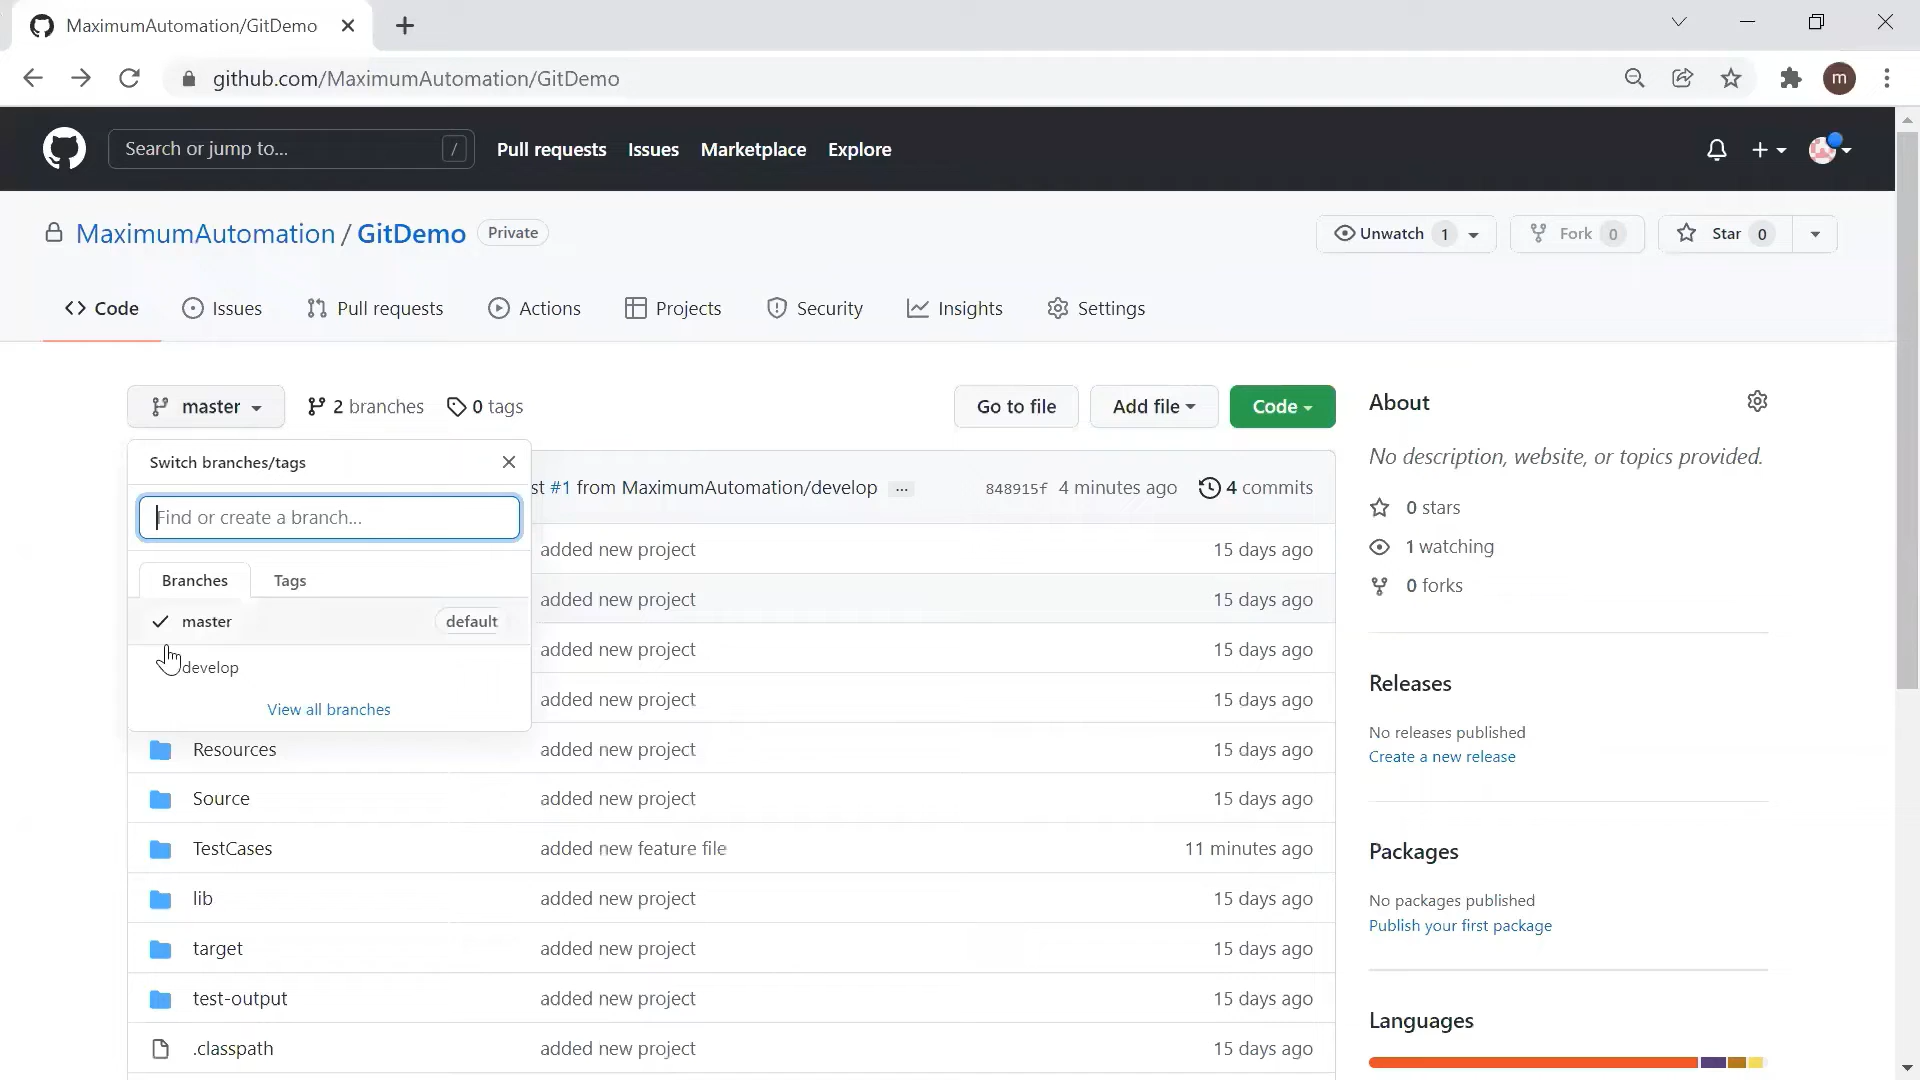 MaximumAutomation/GitDemo
github.com/MaximumAutomation/GitDemo
m
Search or jump to... /
Pull requests Issues Marketplace Explore
MaximumAutomation / GitDemo Private
Unwatch 1
Fork 0
Star 0
Code Issues Pull requests Actions Projects Security Insights Settings
master 2 branches 0 tags
Go to file Add file Code
Switch branches/tags
Find or create a branch...
Branches Tags
master default
develop
View all branches
st #1 from MaximumAutomation/develop ... 848915f 4 minutes ago 4 commits
added new project 15 days ago
added new project 15 days ago
added new project 15 days ago
added new project 15 days ago
Resources added new project 15 days ago
Source added new project 15 days ago
TestCases added new feature file 11 minutes ago
lib added new project 15 days ago
target added new project 15 days ago
test-output added new project 15 days ago
.classpath added new project 15 days ago
About
No description, website, or topics provided.
0 stars
1 watching
0 forks
Releases
No releases published
Create a new release
Packages
No packages published
Publish your first package
Languages